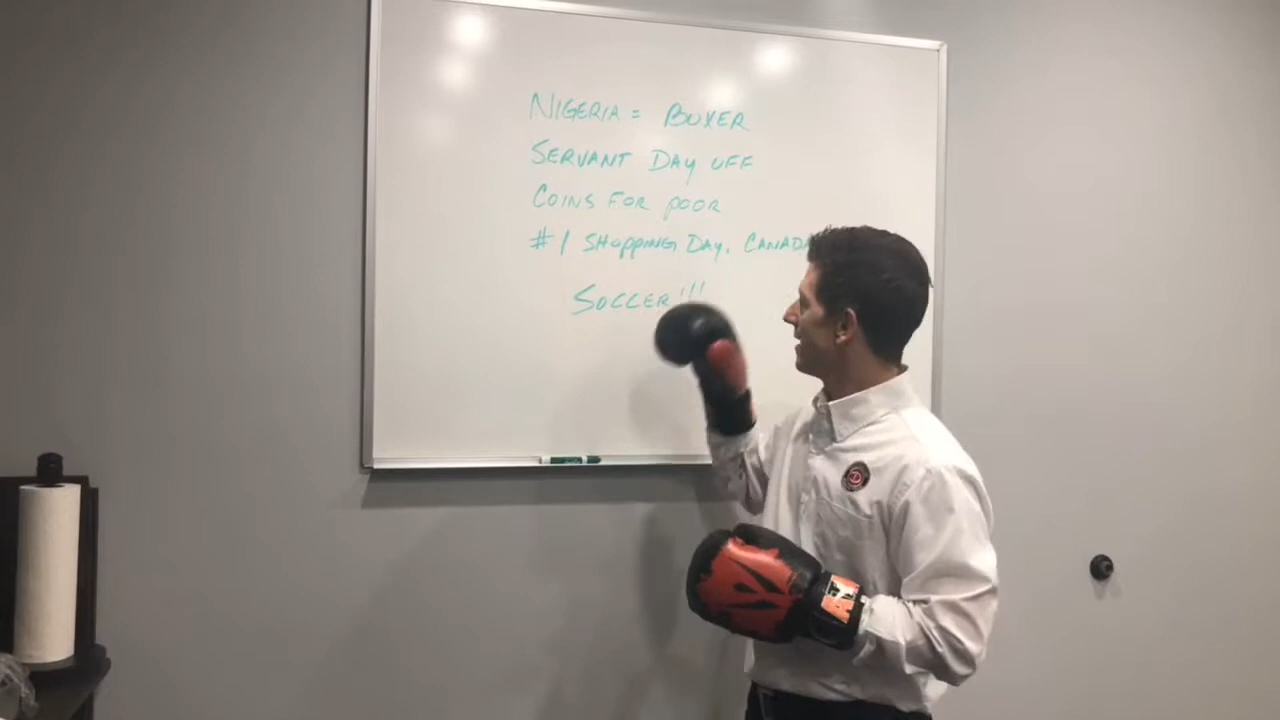 NIGERIA = BOXER
SERVANT DAY OFF
COINS FOR POOR
#1 SHOPPING DAY, CANADA
SOCCER!!!